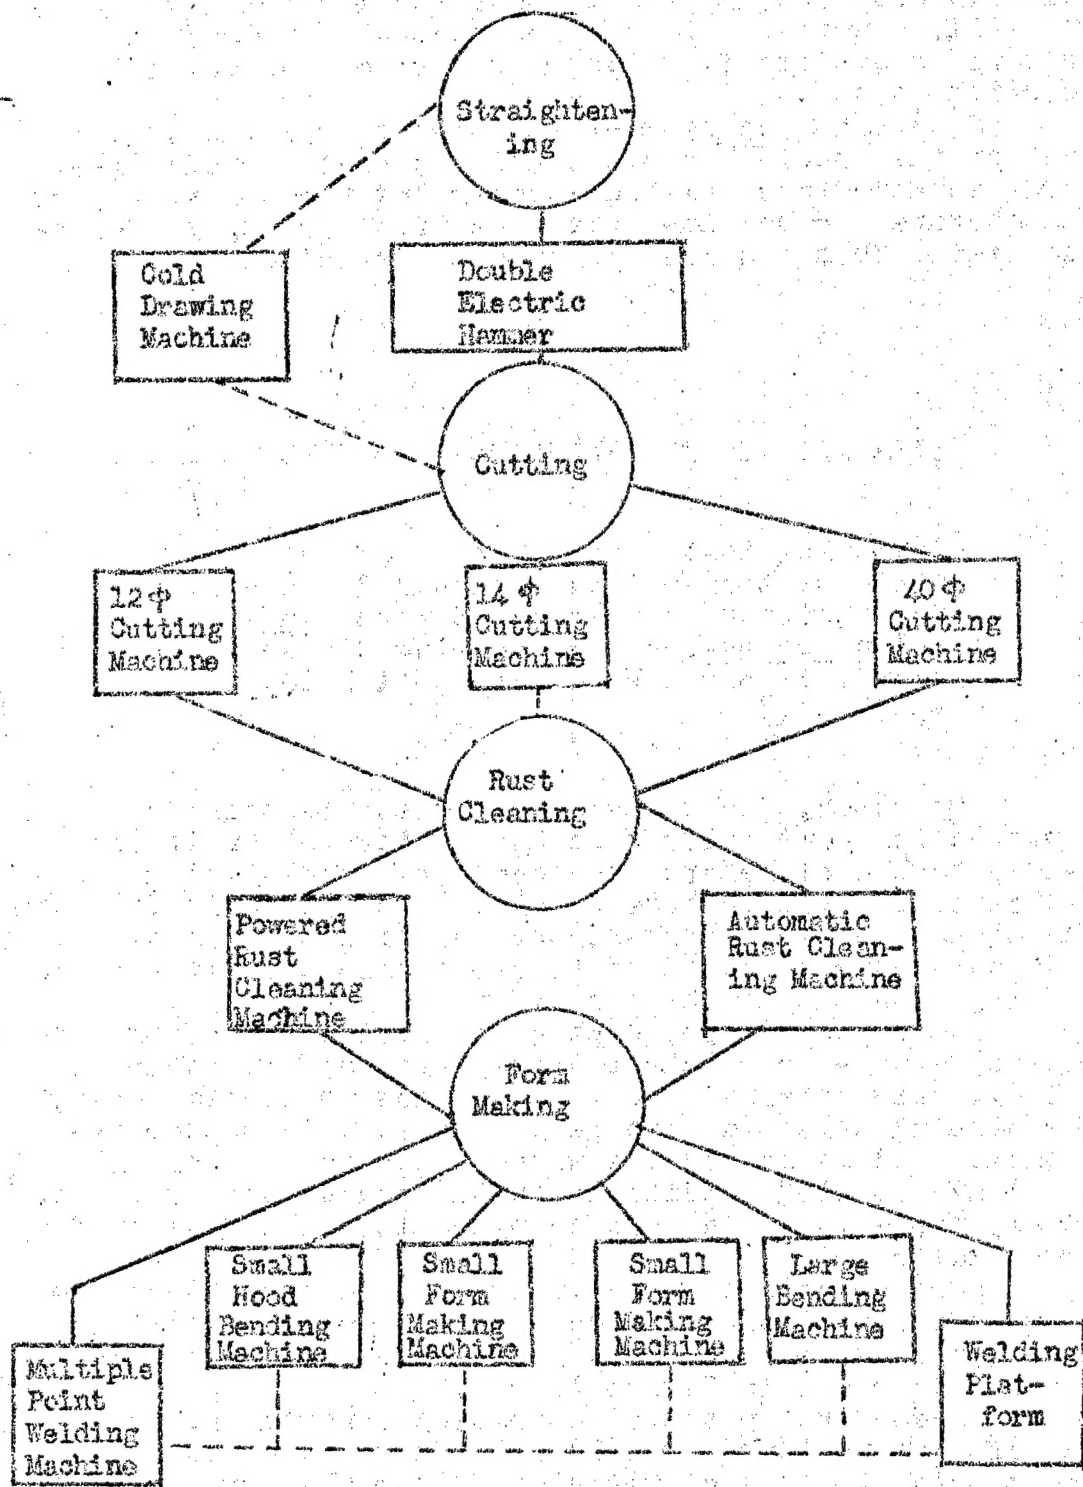 Straighten-
ing
Cold
Drawing
Machine
Double
Electric
Hammer
Cutting
12 ф
Cutting
Machine
14 ф
Cutting
Machine
40 ф
Cutting
Machine
Rust
Cleaning
Powered
Rust
Cleaning
Machine
Automatic
Rust Clean-
ing Machine
Form
Making
Multiple
Point
Welding
Machine
Small
Hood
Bending
Machine
Small
Form
Making
Machine
Small
Form
Making
Machine
Large
Bending
Machine
Welding
Plat-
form